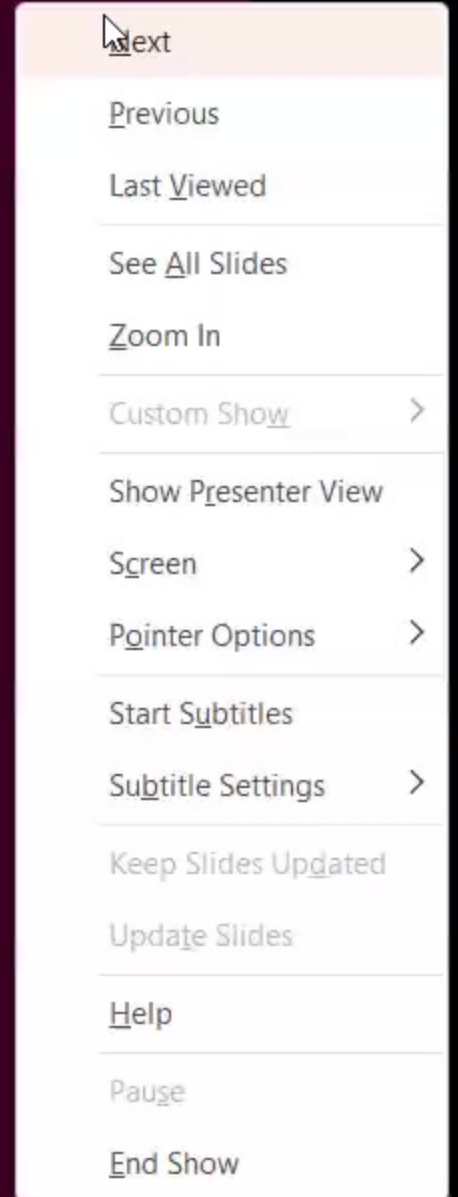 Next
Previous
Last Viewed
See All Slides
Zoom In
Custom Show
Show Presenter View
Screen
Pointer Options
Start Subtitles
Subtitle Settings
Keep Slides Updated
Update Slides
Help
Pause
End Show